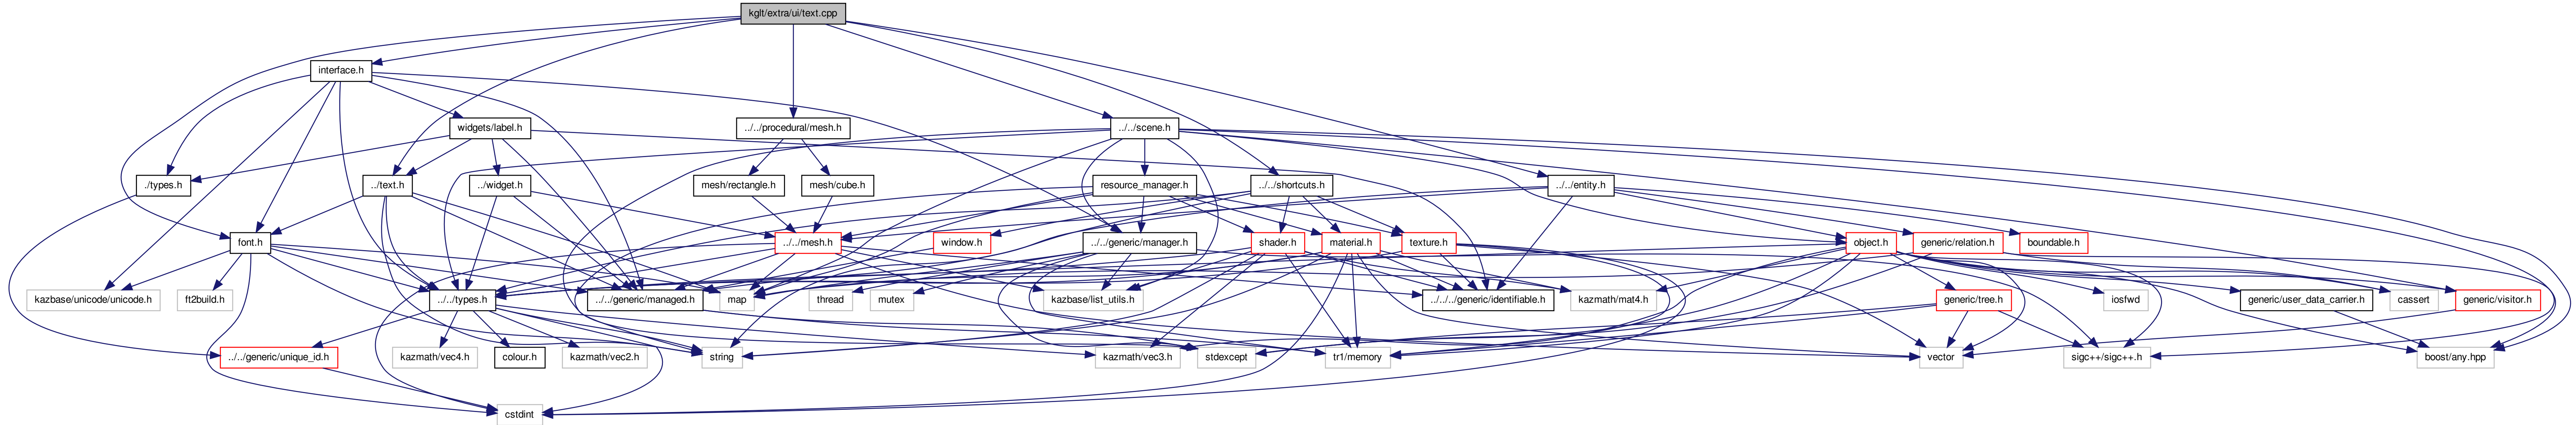 kglt/extra/ui/text.cpp
interface.h
widgets/label.h
../../procedural/mesh.h
../../scene.h
./types.h
../text.h
../widget.h
mesh/rectangle.h
mesh/cube.h
resource_manager.h
../../shortcuts.h
../../entity.h
font.h
../../mesh.h
window.h
../../generic/manager.h
shader.h
material.h
texture.h
object.h
generic/relation.h
boundable.h
kazbase/unicode/unicode.h
ft2build.h
../../types.h
../../generic/managed.h
map
thread
mutex
kazbase/list_utils.h
../../../generic/identifiable.h
kazmath/mat4.h
generic/tree.h
iosfwd
generic/user_data_carrier.h
cassert
generic/visitor.h
../../generic/unique_id.h
kazmath/vec4.h
colour.h
kazmath/vec2.h
string
kazmath/vec3.h
stdexcept
tr1/memory
vector
sigc++/sigc++.h
boost/any.hpp
cstdint